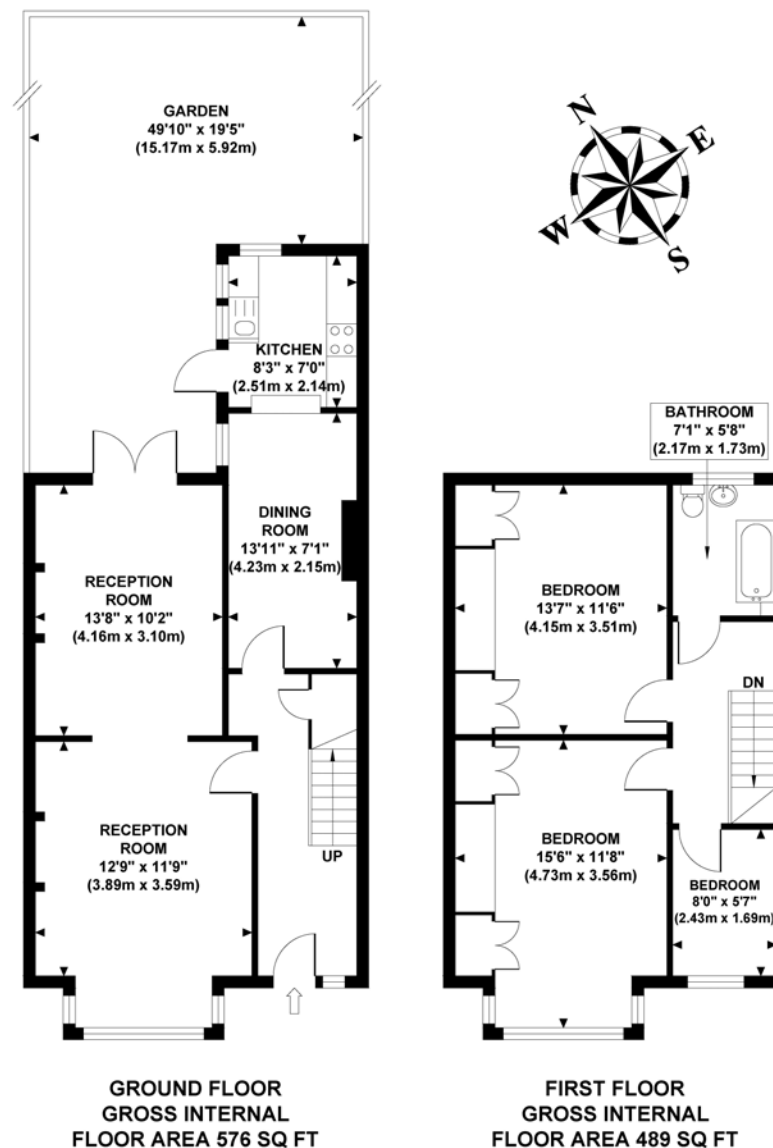 GARDEN
49'10" x 19'5"
(15.17m x 5.92m)
N
E
W
S
KITCHEN
8'3" x 7'0"
(2.51m x 2.14m)
BATHROOM
7'1" x 5'8"
(2.17m x 1.73m)
DINING
ROOM
13'11" x 7'1"
(4.23m x 2.15m)
RECEPTION
ROOM
13'8" x 10'2"
(4.16m x 3.10m)
BEDROOM
13'7" x 11'6"
(4.15m x 3.51m)
DN
RECEPTION
ROOM
12'9" x 11'9"
(3.89m x 3.59m)
UP
BEDROOM
15'6" x 11'8"
(4.73m x 3.56m)
BEDROOM
8'0" x 5'7"
(2.43m x 1.69m)
GROUND FLOOR
GROSS INTERNAL
FLOOR AREA 576 SQ FT
FIRST FLOOR
GROSS INTERNAL
FLOOR AREA 489 SQ FT